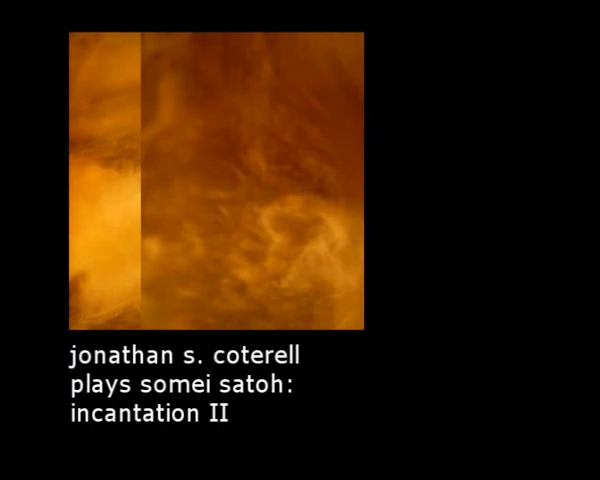 jonathan s. coterell
plays somei satoh:
incantation II